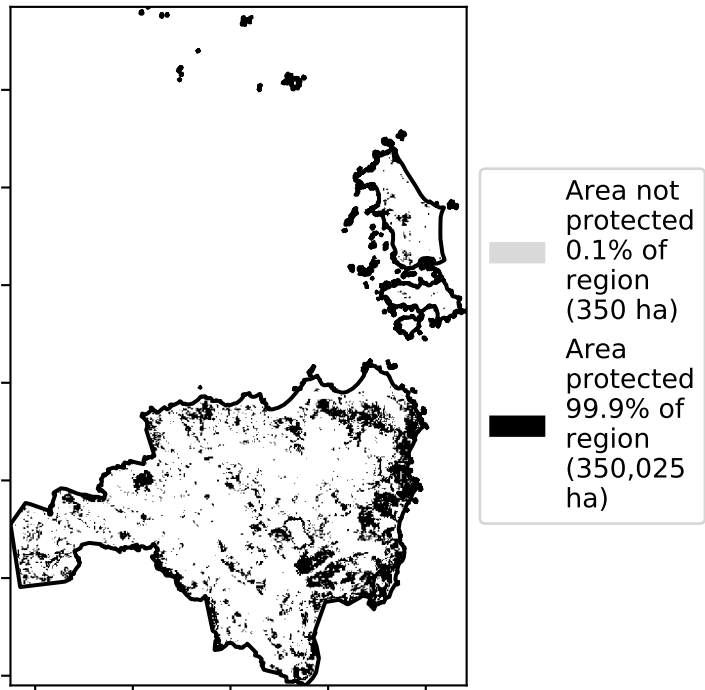 Area not
protected
0.1% of
region
(350 ha)
Area
protected
99.9% of
region
(350,025
ha)